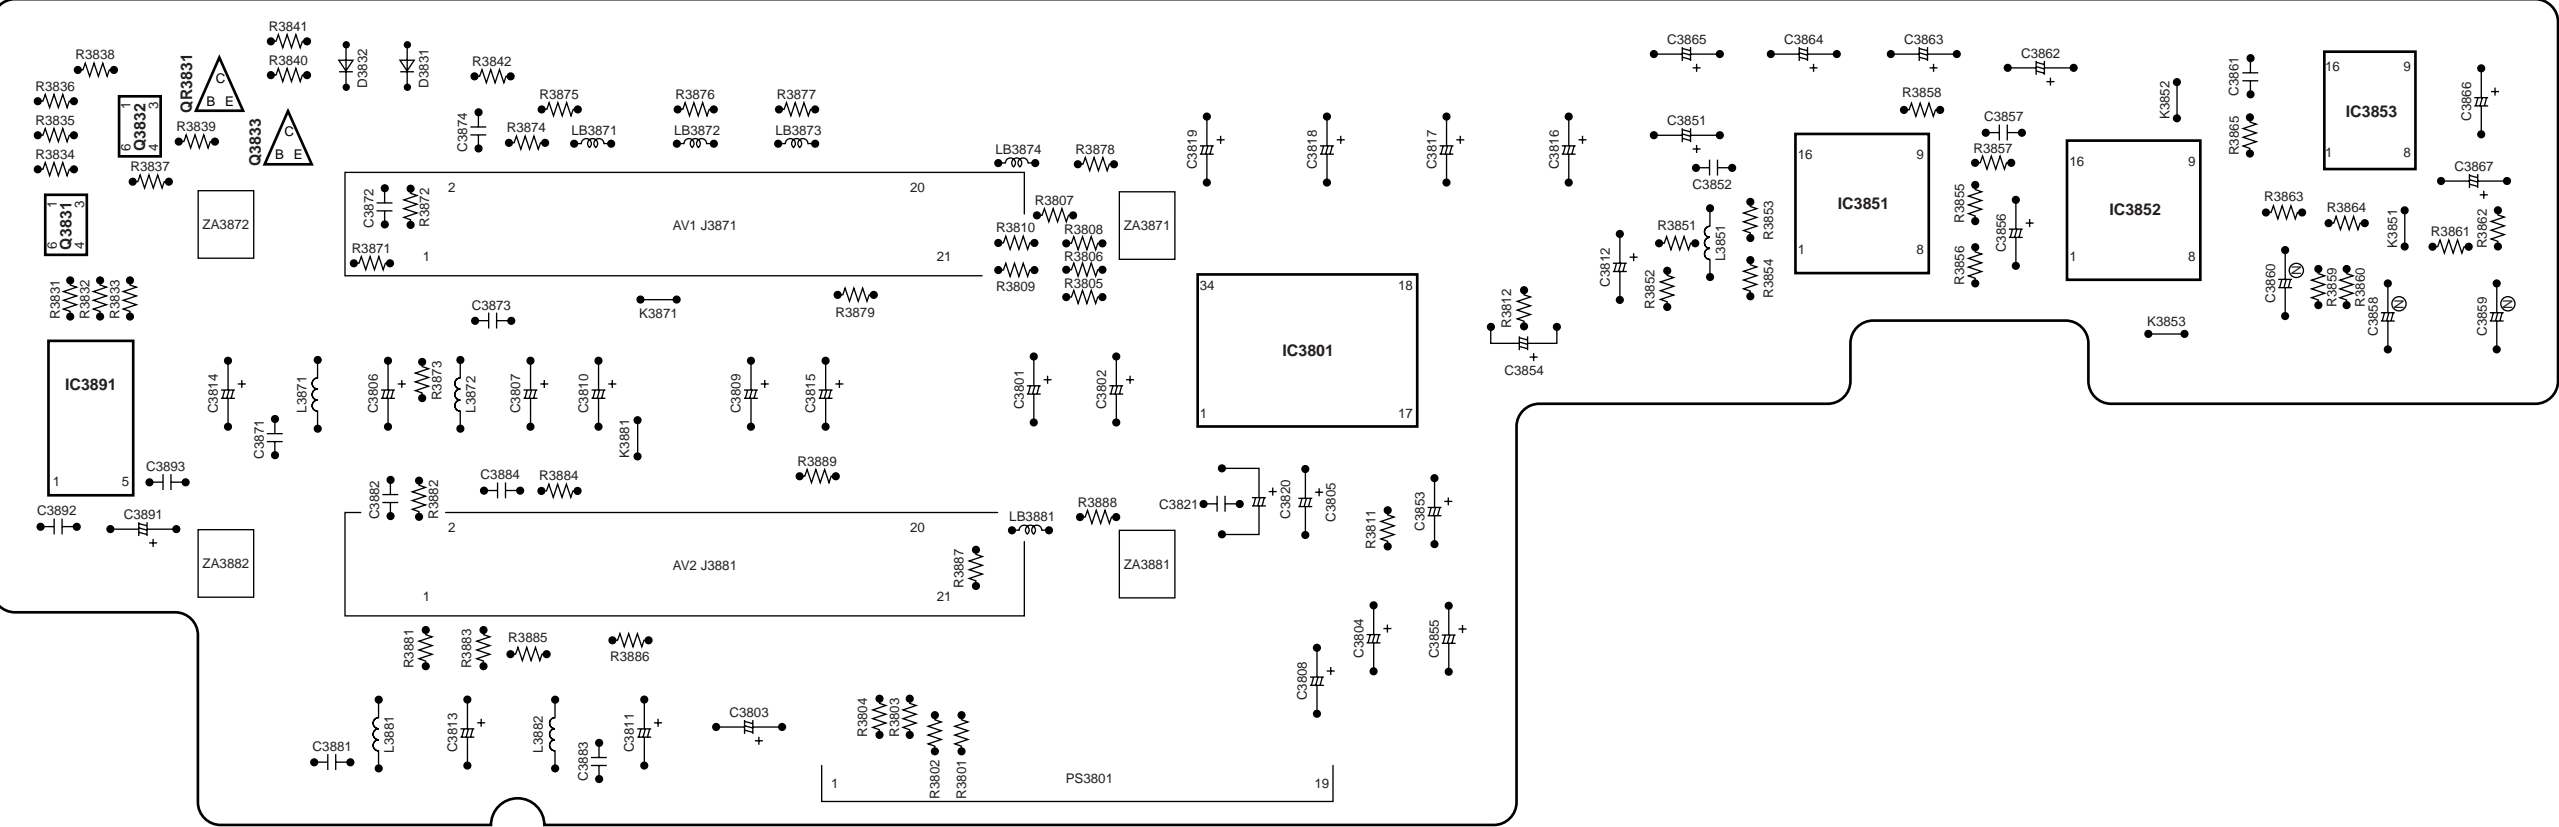 R3841
R3838
R3840
D3832
D3831
R3842
QR3831
C
B E
R3836
R3835
R3834
1 3
Q3832
6 4
R3839
Q3833
C
B E
R3837
C3874
R3875
R3874
LB3871
R3876
LB3872
R3877
LB3873
LB3874
R3878
C3819
C3818
C3817
C3816
C3865
C3864
C3863
C3862
C3851
C3852
R3858
C3857
R3857
K3852
C3861
R3865
16 9
IC3853
1 8
C3866
C3867
1 3
Q3831
6 4
ZA3872
C3872
R3872
R3871
2 20
AV1 J3871
1 21
R3807
R3810
R3808
R3806
R3809
R3805
ZA3871
R3851
L3851
R3853
R3854
C3812
R3852
16 9
IC3851
1 8
R3855
R3856
C3856
16 9
IC3852
1 8
R3863
R3864
K3851
R3861
R3862
C3860
N
R3859
R3860
C3858
N
C3859
N
K3853
R3831
R3832
R3833
C3873
K3871
R3879
34 18
IC3801
1 17
R3812
+
C3854
IC3891
1 5
C3814
L3871
C3871
C3806
R3873
L3872
C3807
C3810
K3881
C3809
C3815
C3801
C3802
C3893
C3892
C3891
+
C3882
R3882
C3884
R3884
R3889
R3888
LB3881
C3821
C3820
C3805
R3811
C3853
ZA3882
2 20
AV2 J3881
1 21
R3887
ZA3881
R3881
R3883
R3885
R3886
C3804
C3855
C3808
C3881
L3881
C3813
L3882
C3883
C3811
C3803
+
R3804
R3803
R3802
R3801
1 PS3801 19